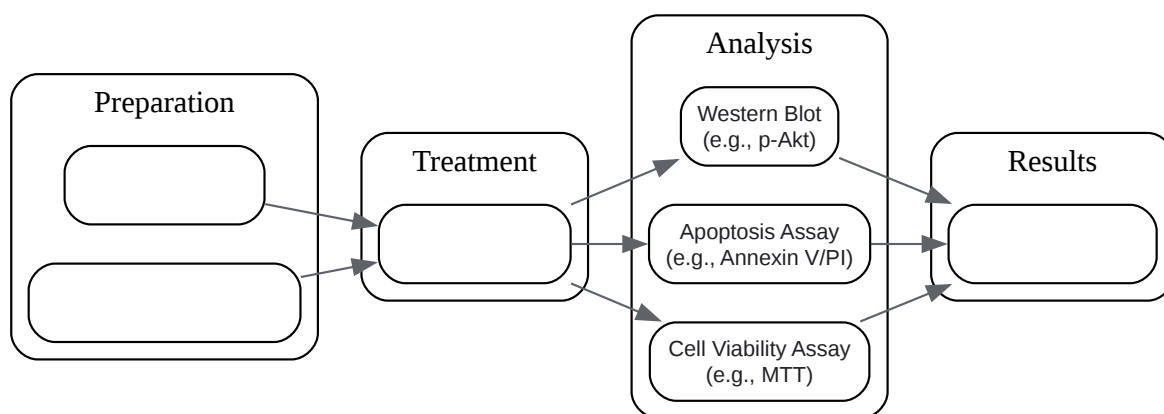 Preparation
Treatment
Analysis
Western Blot
(e.g., p-Akt)
Apoptosis Assay
(e.g., Annexin V/PI)
Cell Viability Assay
(e.g., MTT)
Results